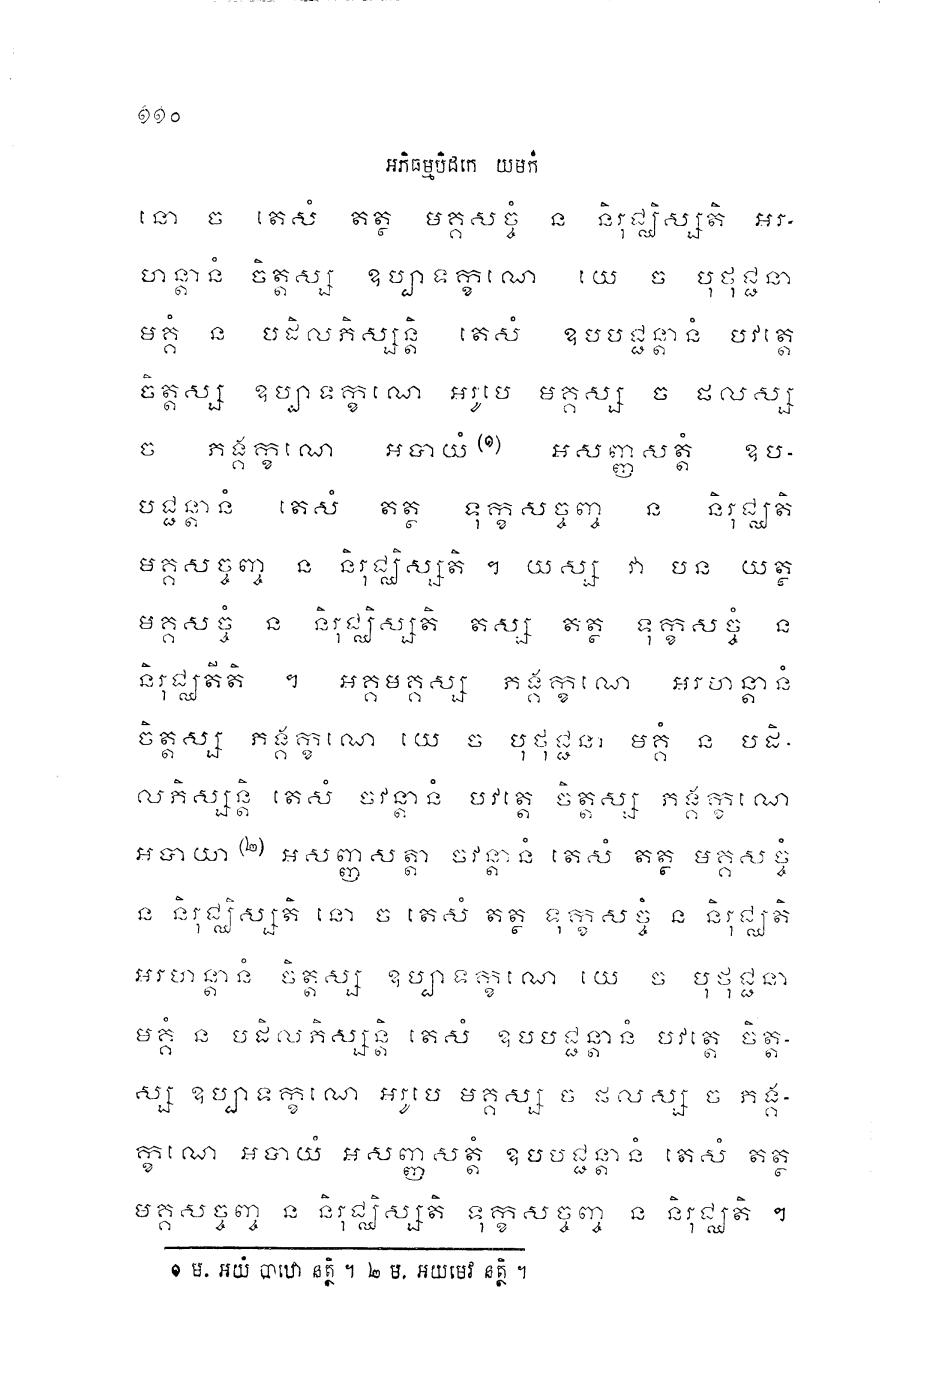 ១១០
អភិធម្មបិដកេ យមកំ
នោ ច តេសំ តត្ថ មគ្គសច្ចំ ន និរុជ្ឈិស្សតិ អរ-
ហន្តានំ ចិត្តស្ស ឧប្បាទក្ខណេ យេ ច បុថុជ្ជនា
មគ្គំ ន បដិលភិស្សន្តិ តេសំ ឧបបជ្ជន្តានំ បវត្តេ
ចិត្តស្ស ឧប្បាទក្ខណេ អរូបេ មគ្គស្ស ច ផលស្ស
ច ភង្គក្ខណេ អទាយំ (១) អសញ្ញសត្តំ ឧប-
បជ្ជន្តានំ តេសំ តត្ថ ទុក្ខសច្ចញ្ច ន និរុជ្ឈតិ
មគ្គសច្ចញ្ច ន និរុជ្ឈិស្សតិ ។ យស្ស វា បន យត្ថ
មគ្គសច្ចំ ន និរុជ្ឈិស្សតិ តស្ស តត្ថ ទុក្ខសច្ចំ ន
និរុជ្ឈតីតិ ។ អគ្គមគ្គស្ស ភង្គក្ខណេ អរហន្តានំ
ចិត្តស្ស ភង្គក្ខណេ យេ ច បុថុជ្ជនា មគ្គំ ន បដិ-
លភិស្សន្តិ តេសំ ចវន្តានំ បវត្តេ ចិត្តស្ស ភង្គក្ខណេ
អទាយា (២) អសញ្ញសត្តា ចវន្តានំ តេសំ តត្ថ មគ្គសច្ចំ
ន និរុជ្ឈិស្សតិ នោ ច តេសំ តត្ថ ទុក្ខសច្ចំ ន និរុជ្ឈតិ
អរហន្តានំ ចិត្តស្ស ឧប្បាទក្ខណេ យេ ច បុថុជ្ជនា
មគ្គំ ន បដិលភិស្សន្តិ តេសំ ឧបបជ្ជន្តានំ បវត្តេ ចិត្ត-
ស្ស ឧប្បាទក្ខណេ អរូបេ មគ្គស្ស ច ផលស្ស ច ភង្គ-
ក្ខណេ អទាយំ អសញ្ញសត្តំ ឧបបជ្ជន្តានំ តេសំ តត្ថ
មគ្គសច្ចញ្ច ន និរុជ្ឈិស្សតិ ទុក្ខសច្ចញ្ច ន និរុជ្ឈតិ ។
១ ម. អយំ បាឋោ នត្ថិ ។ ២ ម. អយមេវ នត្ថិ ។